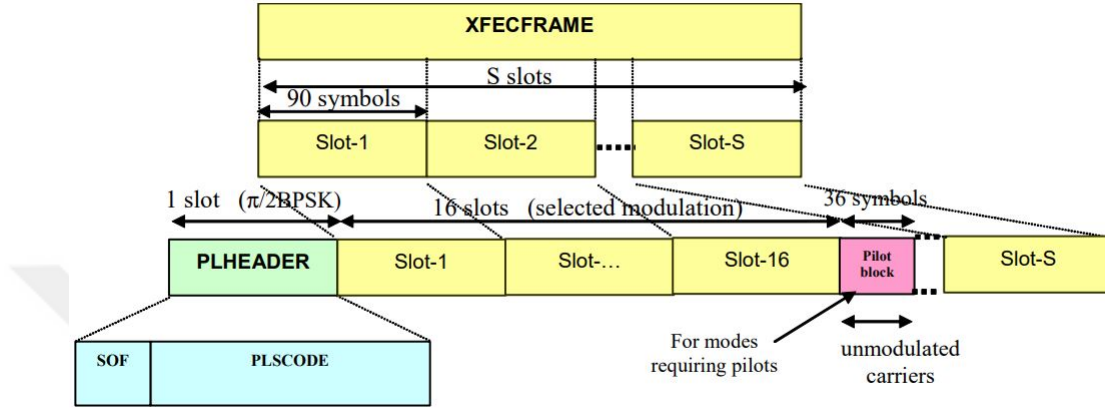 XFECFRAME
S slots
90 symbols
Slot-1 Slot-2 Slot-S
1 slot (π/2BPSK) 16 slots (selected modulation) 36 symbols
PLHEADER Slot-1 Slot-... Slot-16 Pilot block Slot-S
For modes requiring pilots
unmodulated carriers
SOF PLSCODE